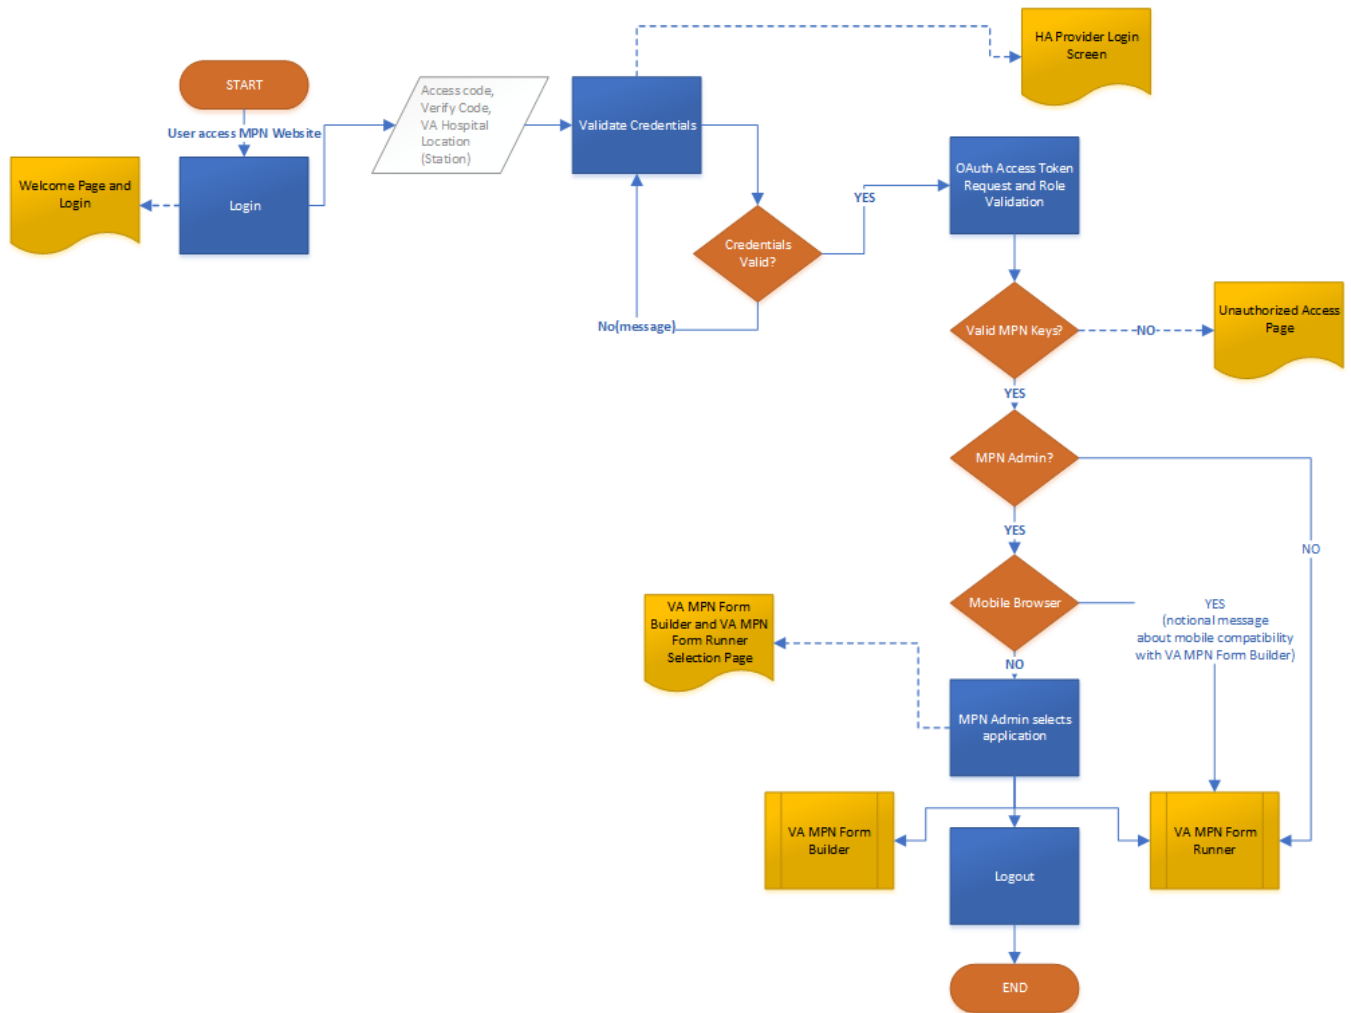 HA Provider Login
Screen
START
Access code,
Verify Code,
VA Hospital
Location
(Station)
Validate Credentials
User access MPN Website
Welcome Page and
Login
Login
OAuth Access Token
Request and Role
Validation
YES
Credentials
Valid?
No(message)
Valid MPN Keys?
NO
Unauthorized Access
Page
YES
MPN Admin?
YES
NO
Mobile Browser
YES
(notional message
about mobile compatibility
with VA MPN Form Builder)
VA MPN Form
Builder and VA MPN
Form Runner
Selection Page
NO
MPN Admin selects
application
VA MPN Form
Builder
VA MPN Form
Runner
Logout
END